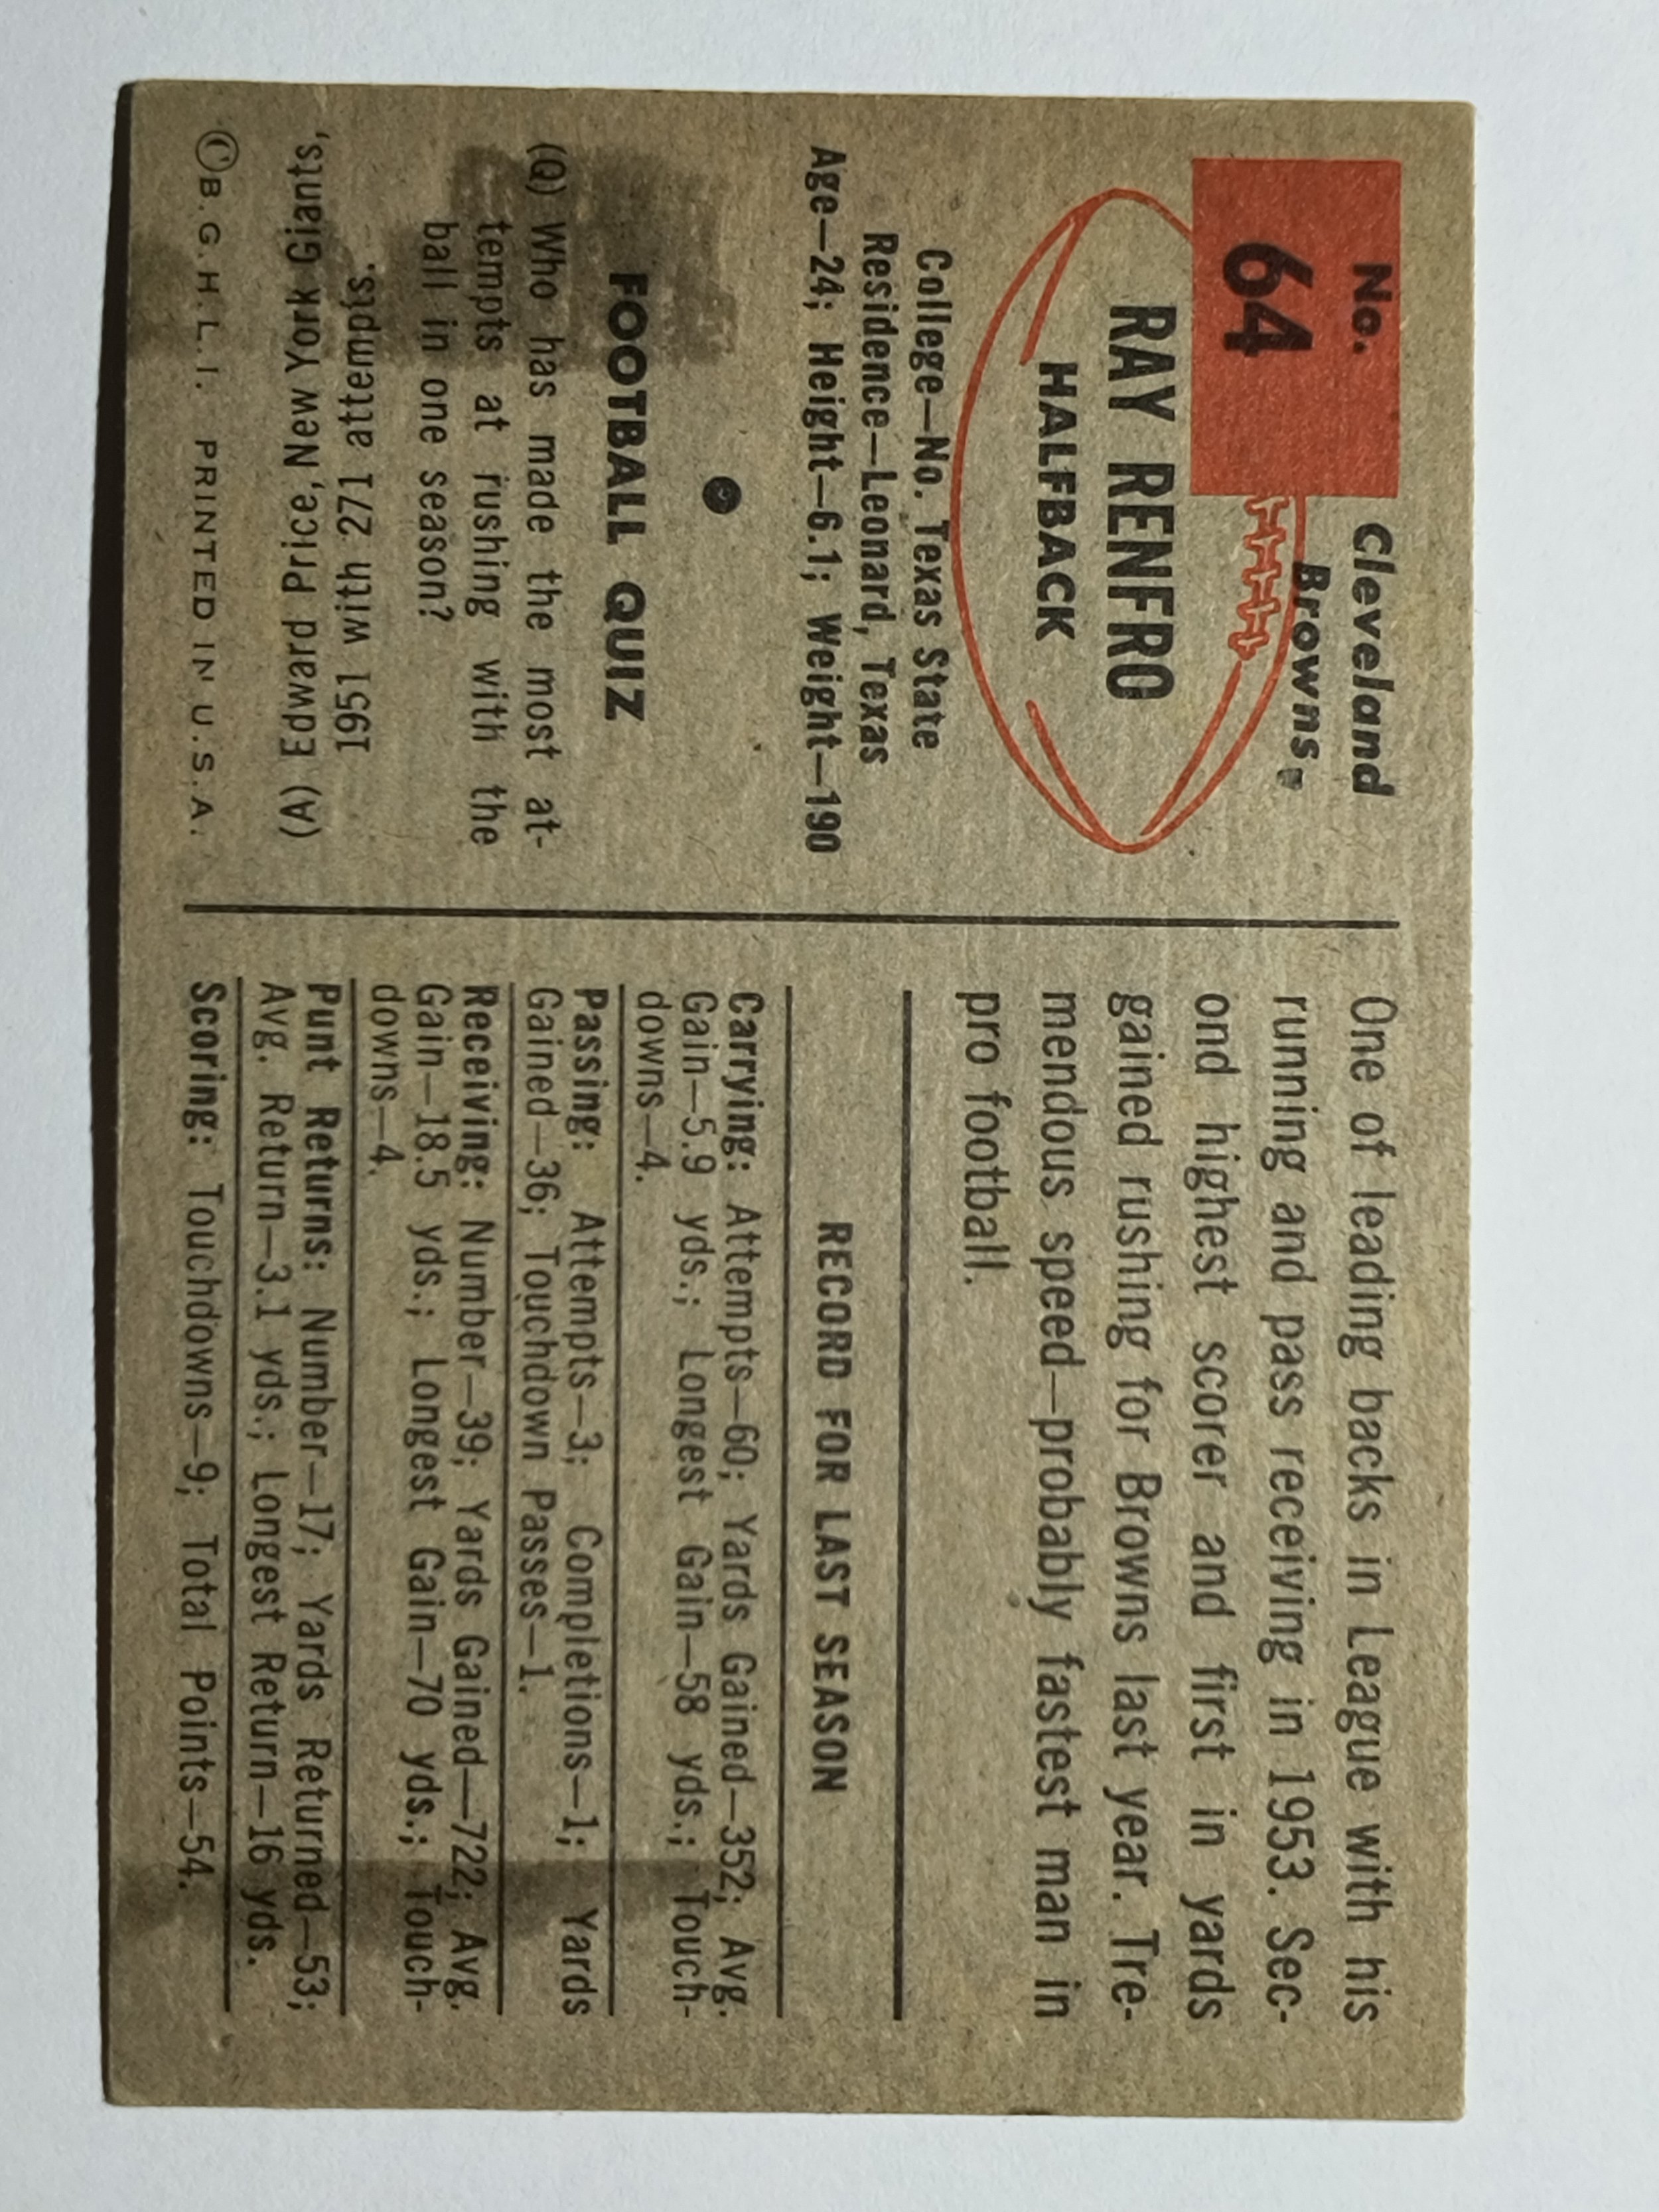 No.
64
Cleveland
Browns
RAY RENFRO
HALFBACK
College—No. Texas State
Residence—Leonard, Texas
Age—24; Height—6.1; Weight—190
FOOTBALL QUIZ
(Q) Who has made the most at-
tempts at rushing with the
ball in one season?
(A) Edward Price, New York Giants,
1951 with 271 attempts.
©B.G.H.L.I. PRINTED IN U.S.A.
One of leading backs in League with his
running and pass receiving in 1953. Sec-
ond highest scorer and first in yards
gained rushing for Browns last year. Tre-
mendous speed—probably fastest man in
pro football.
RECORD FOR LAST SEASON
Carrying: Attempts—60; Yards Gained—352; Avg.
Gain—5.9 yds.; Longest Gain—58 yds.; Touch-
downs—4.
Passing: Attempts—3; Completions—1; Yards
Gained—36; Touchdown Passes—1.
Receiving: Number—39; Yards Gained—722; Avg.
Gain—18.5 yds.; Longest Gain—70 yds.; Touch-
downs—4.
Punt Returns: Number—17; Yards Returned—53;
Avg. Return—3.1 yds.; Longest Return—16 yds.
Scoring: Touchdowns—9; Total Points—54.